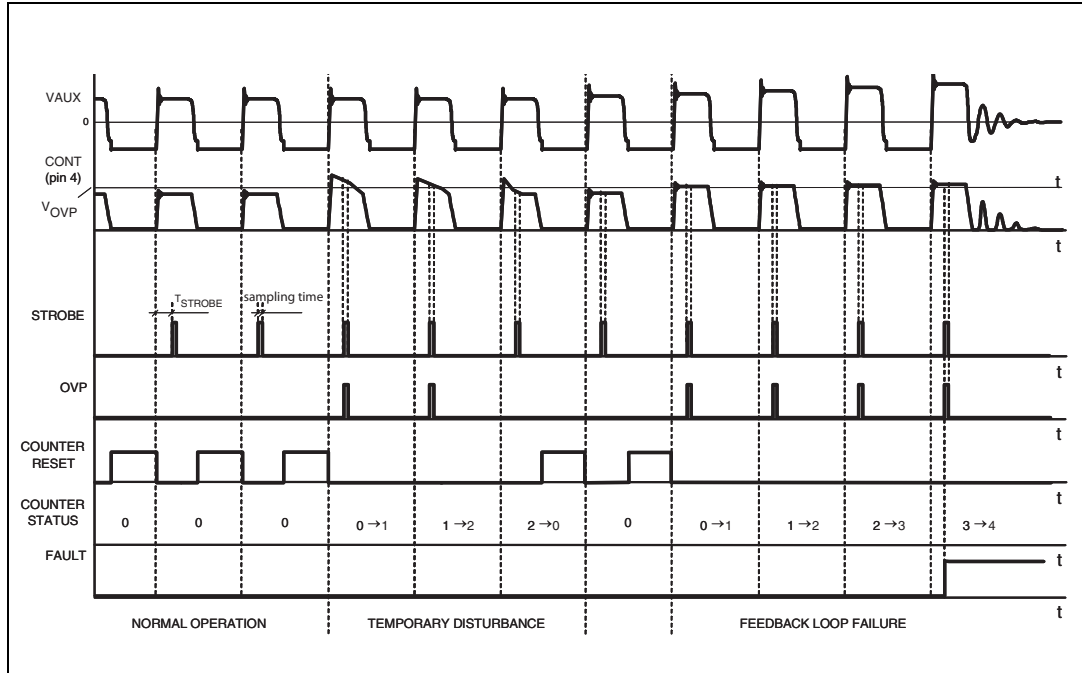 VAUX
0
CONT
(pin 4)
t
VOVP
t
TSTROBE
sampling time
STROBE
t
OVP
t
COUNTER
RESET
t
COUNTER
STATUS
0 0 0 0→1 1→2 2→0 0 0→1 1→2 2→3 3→4
FAULT
t
t
NORMAL OPERATION TEMPORARY DISTURBANCE FEEDBACK LOOP FAILURE